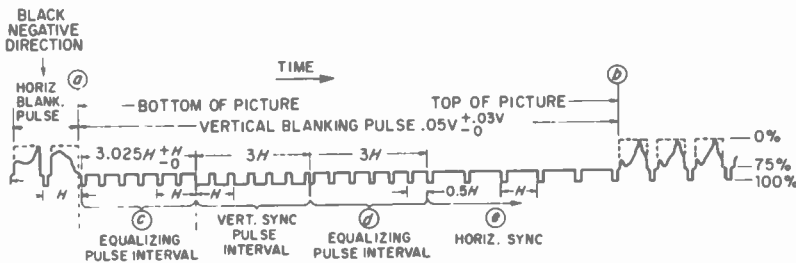 BLACK
NEGATIVE
DIRECTION
HORIZ
BLANK.
PULSE
a
TIME
b
BOTTOM OF PICTURE
TOP OF PICTURE
VERTICAL BLANKING PULSE .05V +.03V -0
3.025H +H -0
3H
3H
0%
75%
100%
H
H
H
0.5H
H
c
EQUALIZING
PULSE INTERVAL
VERT. SYNC
PULSE
INTERVAL
d
EQUALIZING
PULSE INTERVAL
e
HORIZ. SYNC